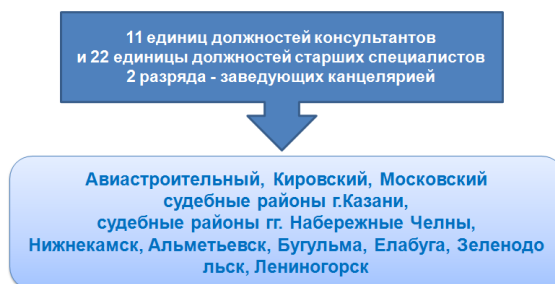 11 единиц должностей консультантов
и 22 единицы должностей старших специалистов
2 разряда - заведующих канцелярией
Авиастроительный, Кировский, Московский
судебные районы г.Казани,
судебные районы гг. Набережные Челны,
Нижнекамск, Альметьевск, Бугульма, Елабуга, Зеленодо
льск, Лениногорск